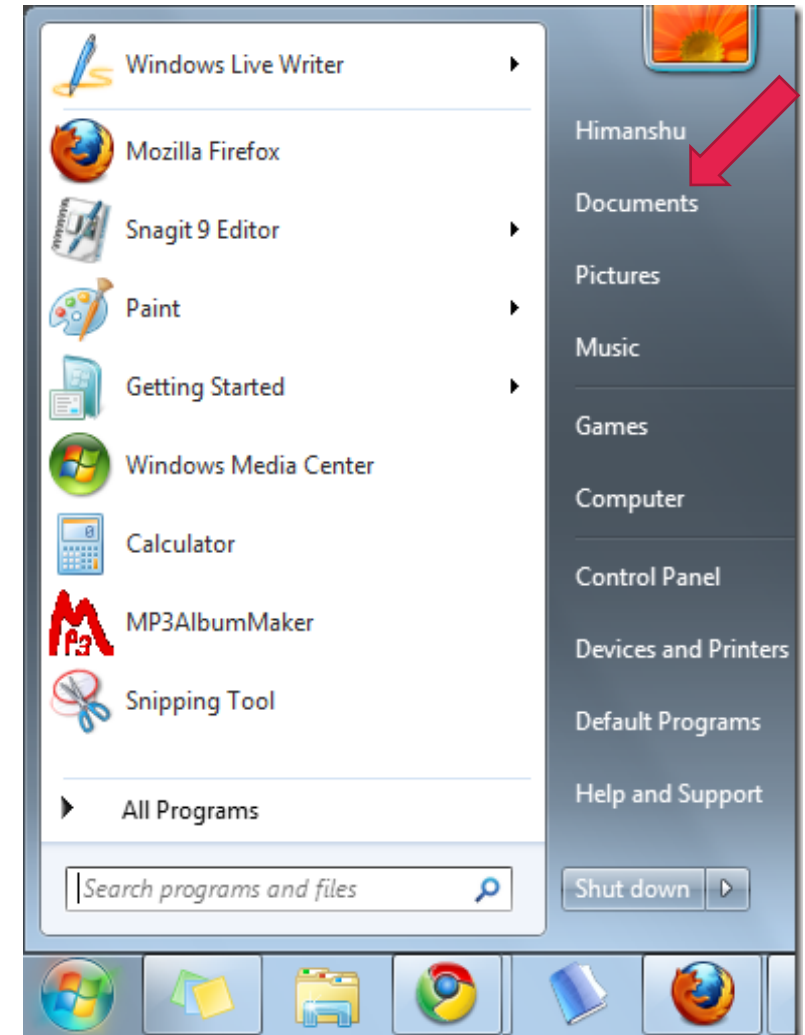 Windows Live Writer
Mozilla Firefox
Snagit 9 Editor
Paint
Getting Started
Windows Media Center
Calculator
MP3AlbumMaker
Snipping Tool
All Programs
Search programs and files
Himanshu
Documents
Pictures
Music
Games
Computer
Control Panel
Devices and Printers
Default Programs
Help and Support
Shut down